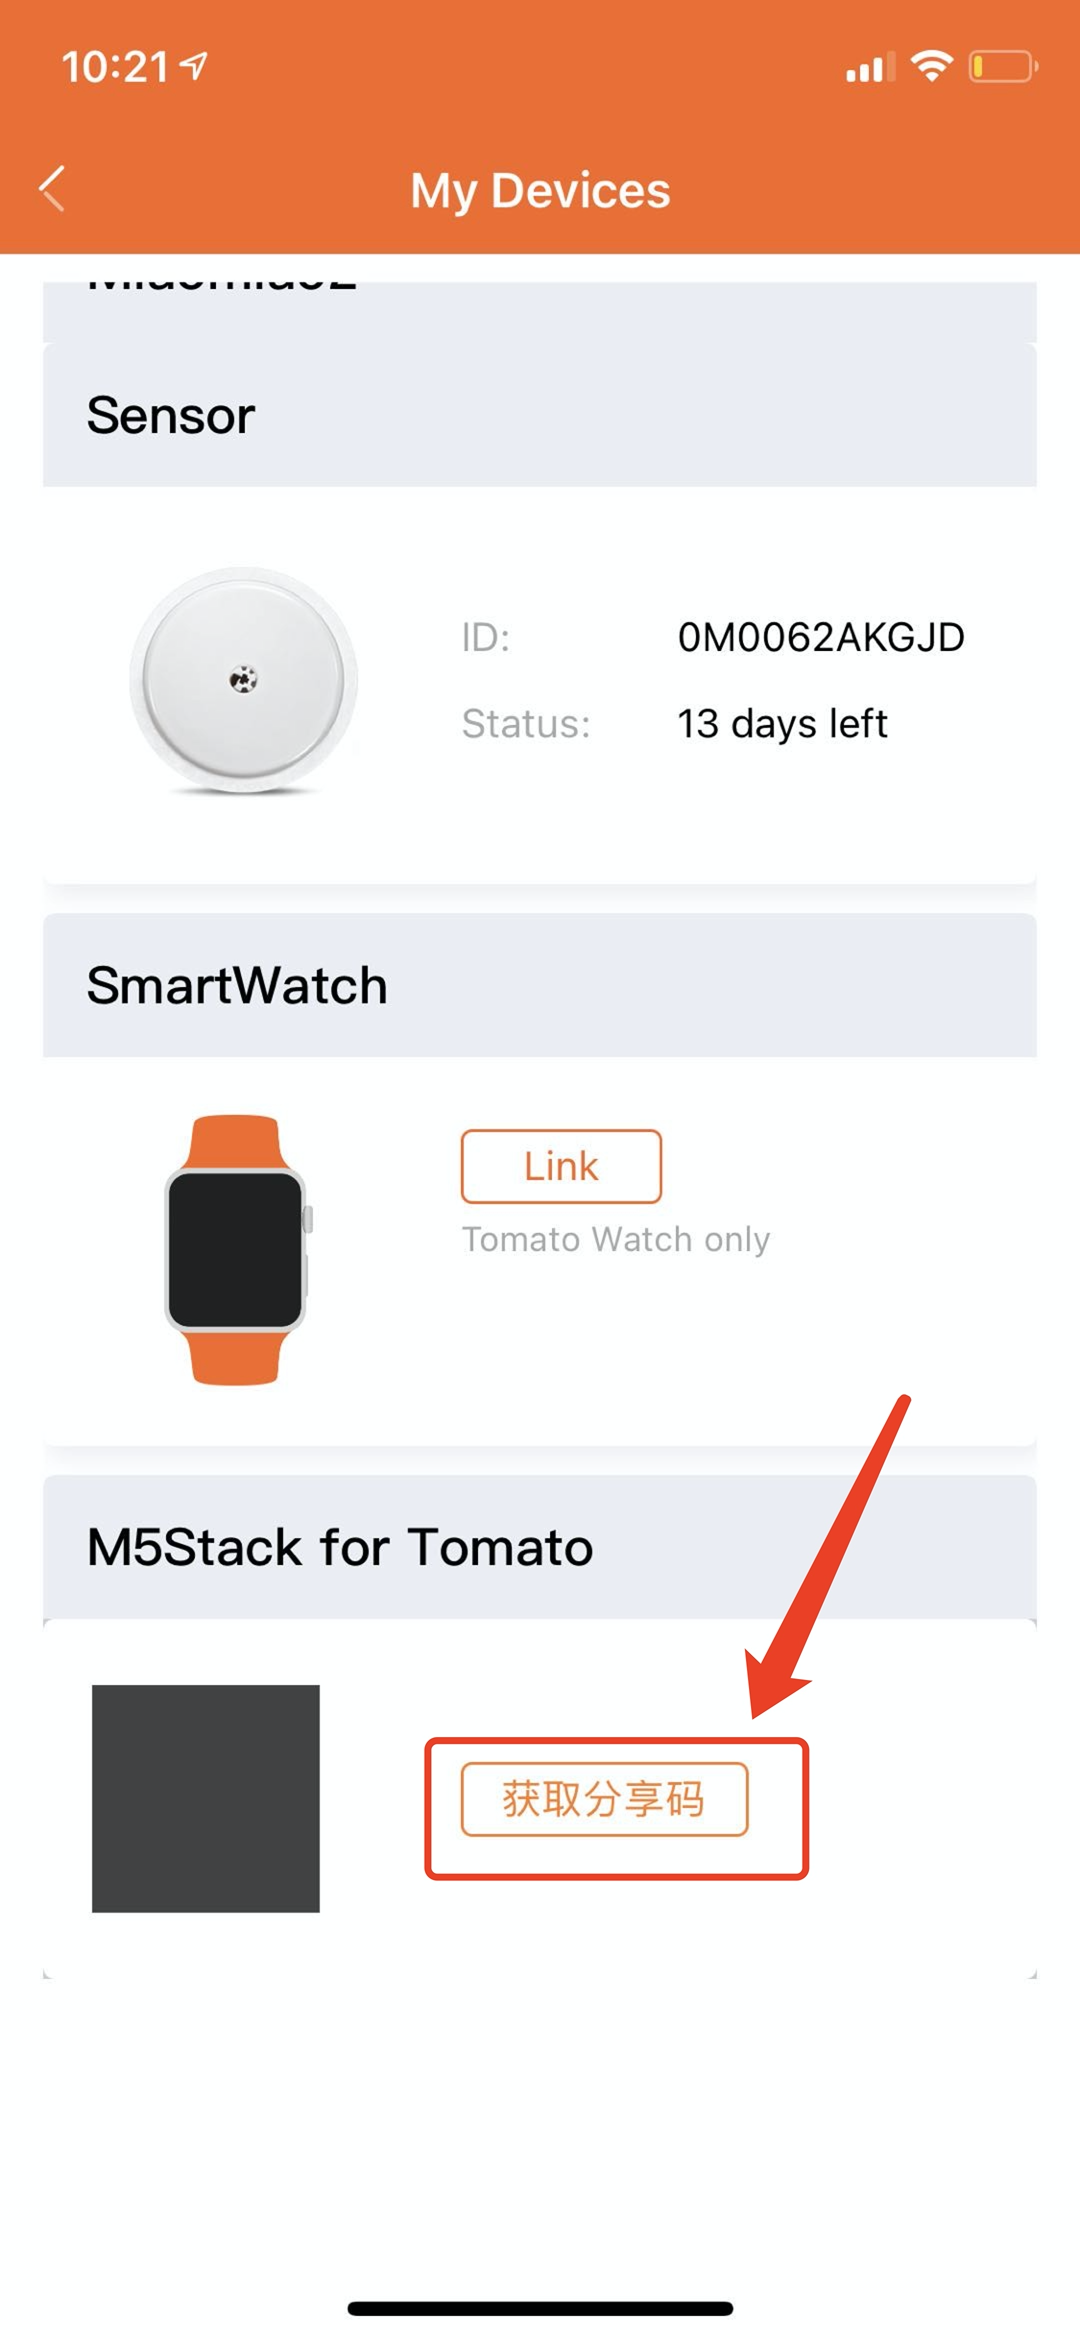 10:21
My Devices
Sensor
ID: 0M0062AKGJD
Status: 13 days left
SmartWatch
Link
Tomato Watch only
M5Stack for Tomato
获取分享码